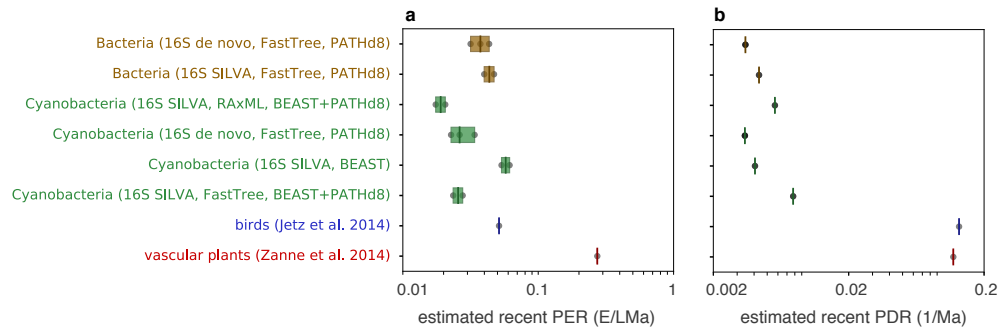 a
b
Bacteria (16S de novo, FastTree, PATHd8)
Bacteria (16S SILVA, FastTree, PATHd8)
Cyanobacteria (16S SILVA, RAxML, BEAST+PATHd8)
Cyanobacteria (16S de novo, FastTree, PATHd8)
Cyanobacteria (16S SILVA, BEAST)
Cyanobacteria (16S SILVA, FastTree, BEAST+PATHd8)
birds (Jetz et al. 2014)
vascular plants (Zanne et al. 2014)
0.01 0.1 1
0.002 0.02 0.2
estimated recent PER (E/LMa)
estimated recent PDR (1/Ma)